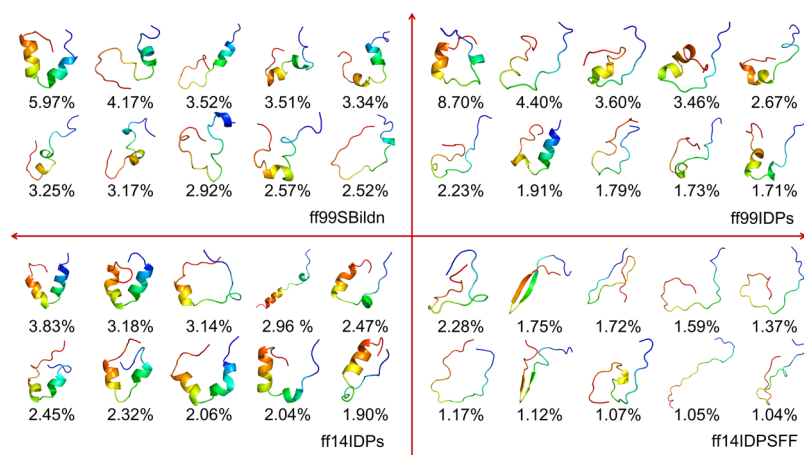 5.97% 4.17% 3.52% 3.51% 3.34%
3.25% 3.17% 2.92% 2.57% 2.52%
ff99SBildn
8.70% 4.40% 3.60% 3.46% 2.67%
2.23% 1.91% 1.79% 1.73% 1.71%
ff99IDPs
3.83% 3.18% 3.14% 2.96 % 2.47%
2.45% 2.32% 2.06% 2.04% 1.90%
ff14IDPs
2.28% 1.75% 1.72% 1.59% 1.37%
1.17% 1.12% 1.07% 1.05% 1.04%
ff14IDPSFF